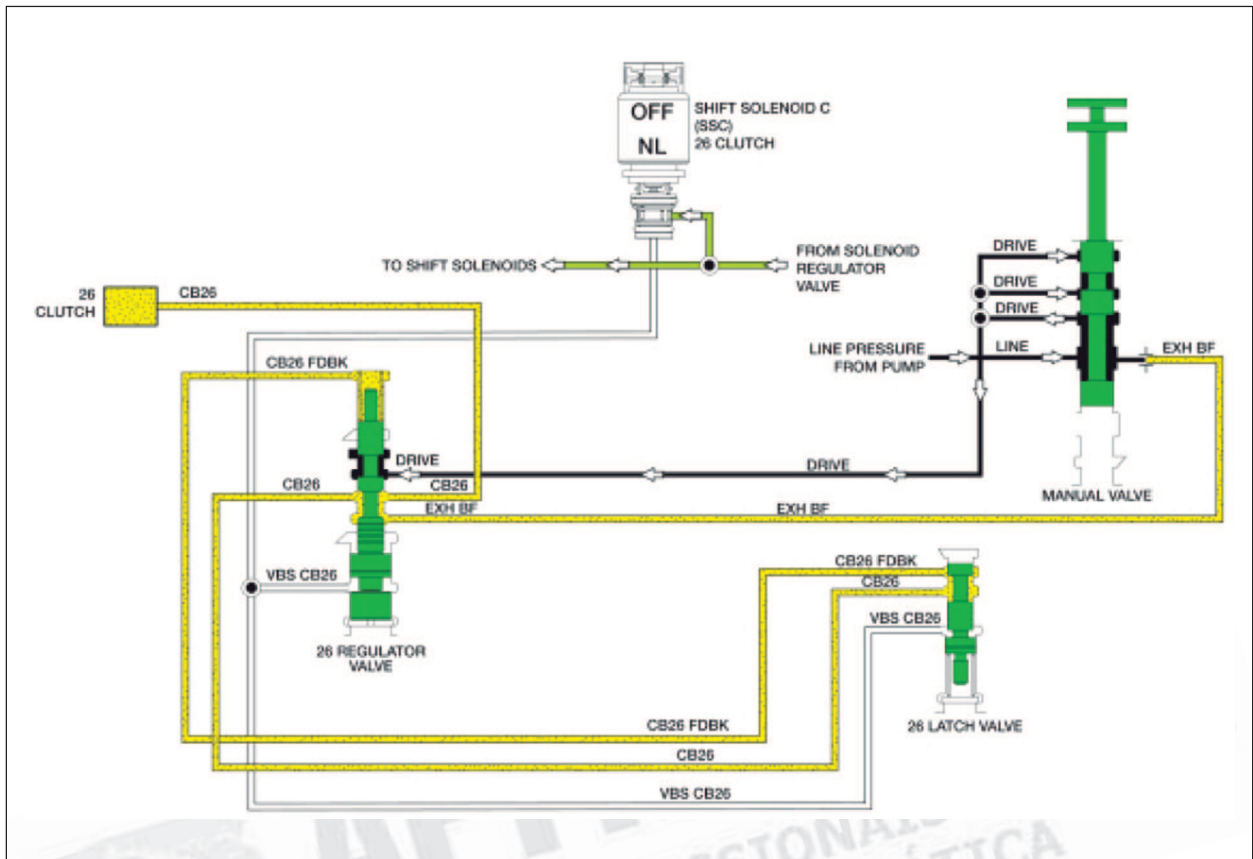 OFF
NL
SHIFT SOLENOID C
(SSC)
26 CLUTCH
DRIVE
TO SHIFT SOLENOIDS
FROM SOLENOID
REGULATOR
VALVE
26
CLUTCH
CB26
DRIVE
DRIVE
LINE PRESSURE
FROM PUMP
LINE
EXH BF
CB26 FDBK
DRIVE
DRIVE
CB26
CB26
EXH BF
EXH BF
MANUAL VALVE
VBS CB26
26 REGULATOR
VALVE
CB26 FDBK
CB26
VBS CB26
26 LATCH VALVE
CB26 FDBK
CB26
VBS CB26